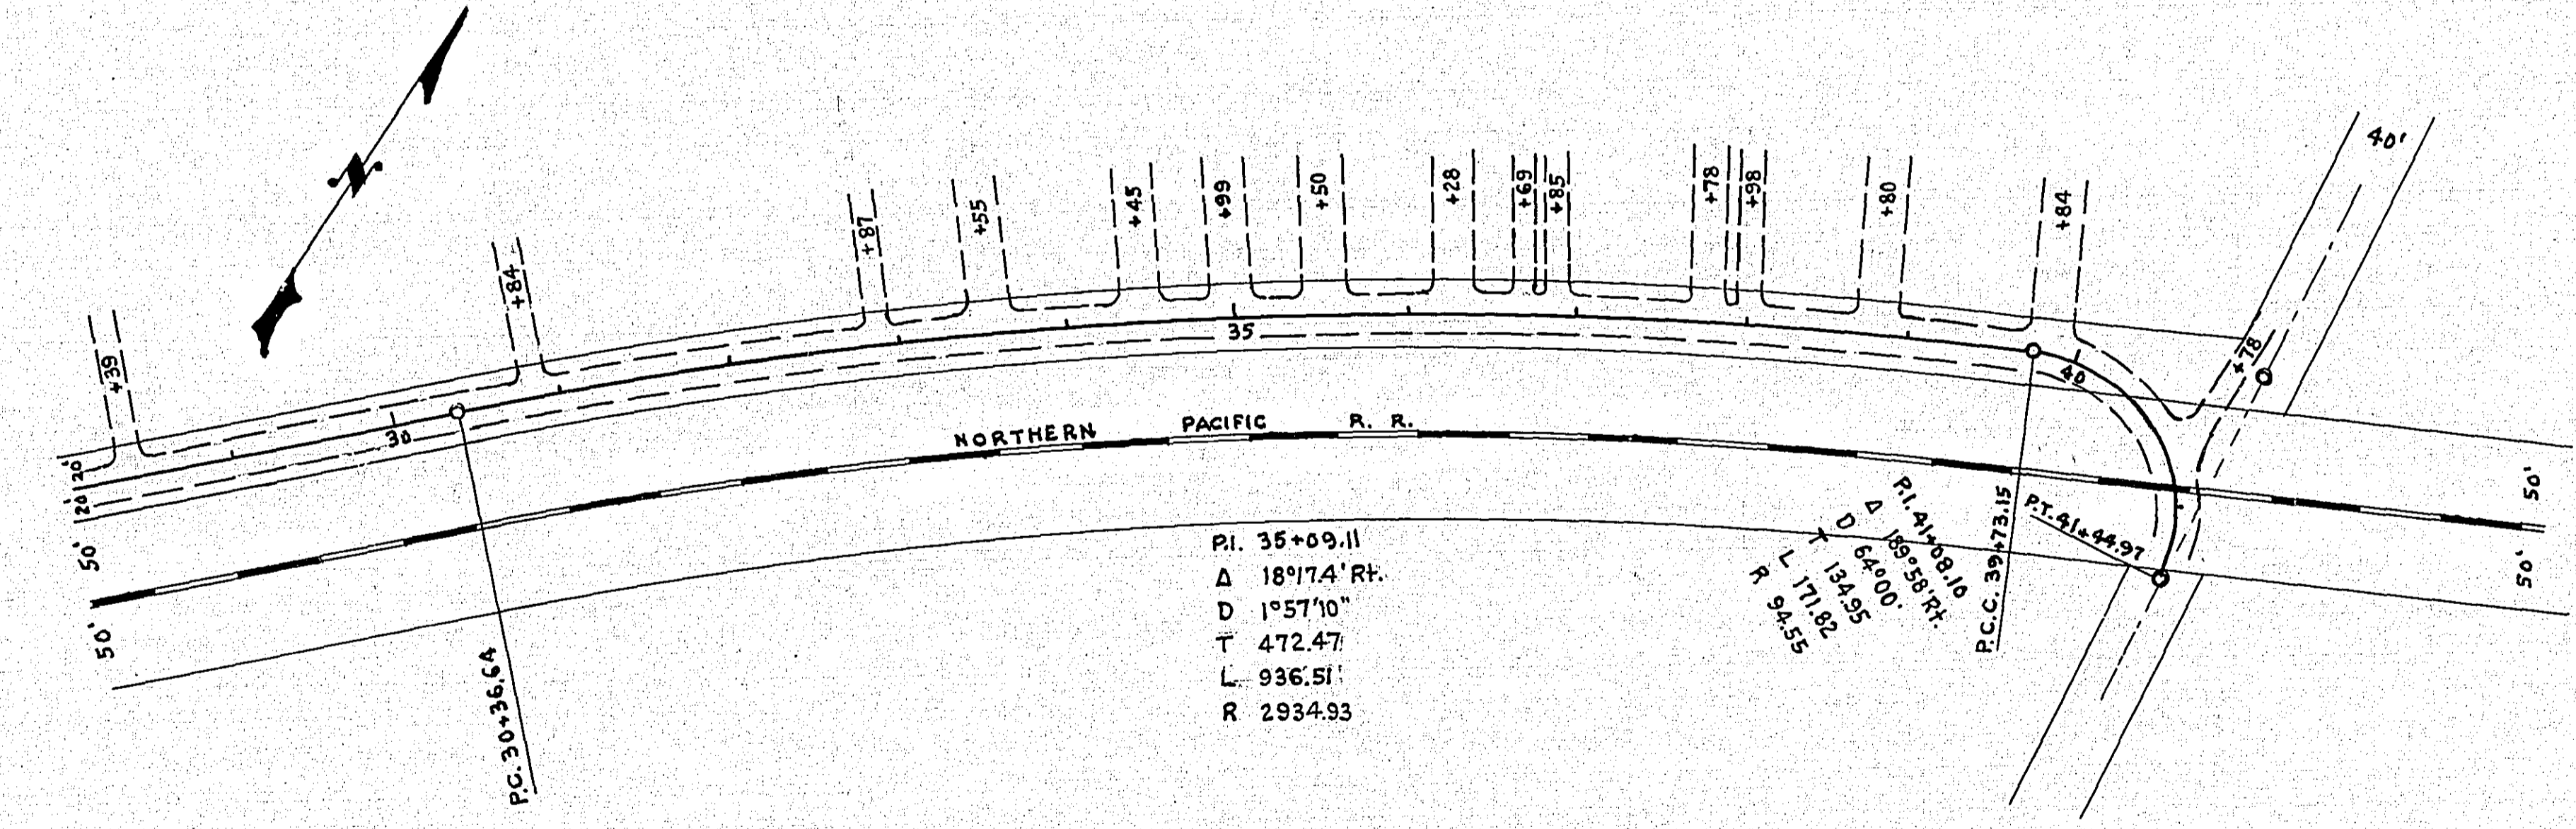 +39
+84
+87
+55
+45
+99
+50
+28
+69
+85
+78
+98
+80
+84
40'
+78
30
35
40
20' 20'
50'
50'
NORTHERN PACIFIC R. R.
P.C. 30+36.64
P.I. 35+09.11
Δ 18°17.4' Rt.
D 1°57'10"
T 472.47
L 936.51'
R 2934.93
P.I. 41+08.10
Δ 189°58' Rt.
D 64°00'
T 134.95
L 171.82
R 94.55
P.C.C. 39+73.15
P.T. 41+44.97
50'
50'